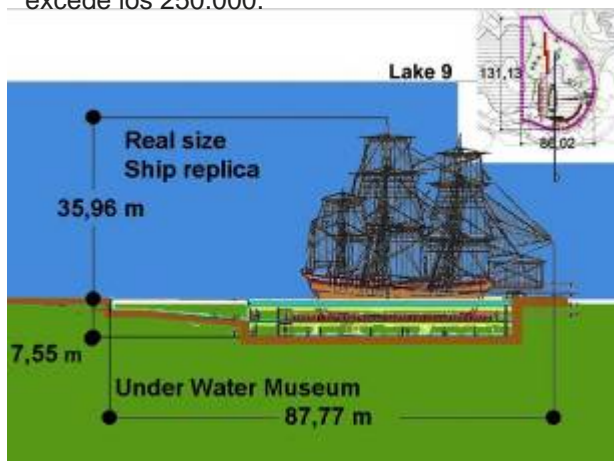 excede los 250.000.
Lake 9
131,13
86,02
Real size
Ship replica
35,96 m
7,55 m
Under Water Museum
87,77 m